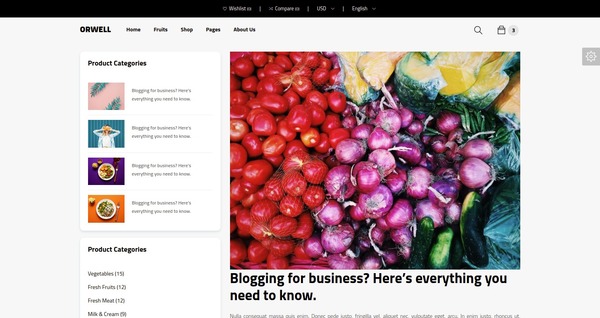 Wishlist (0)
Compare (0)
USD
English
ORWELL
Home
Fruits
Shop
Pages
About Us
3
Product Categories
Blogging for business? Here's
everything you need to know.
Blogging for business? Here's
everything you need to know.
Blogging for business? Here's
everything you need to know.
Blogging for business? Here's
everything you need to know.
Product Categories
Vegetables (15)
Fresh Fruits (12)
Fresh Meat (12)
Milk & Cream (9)
Blogging for business? Here's everything you
need to know.
Nulla consequat massa quis enim. Donec pede justo, fringilla vel, aliquet nec, vulputate eget, arcu. In enim justo, rhoncus ut,